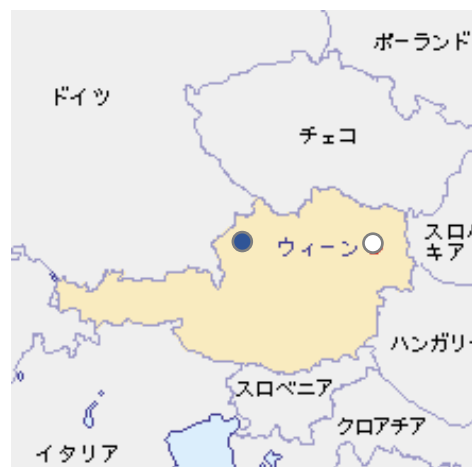 ポーランド
ドイツ
チェコ
スロバ
キア
ウィーン
ハンガリー
スロベニア
クロアチア
イタリア